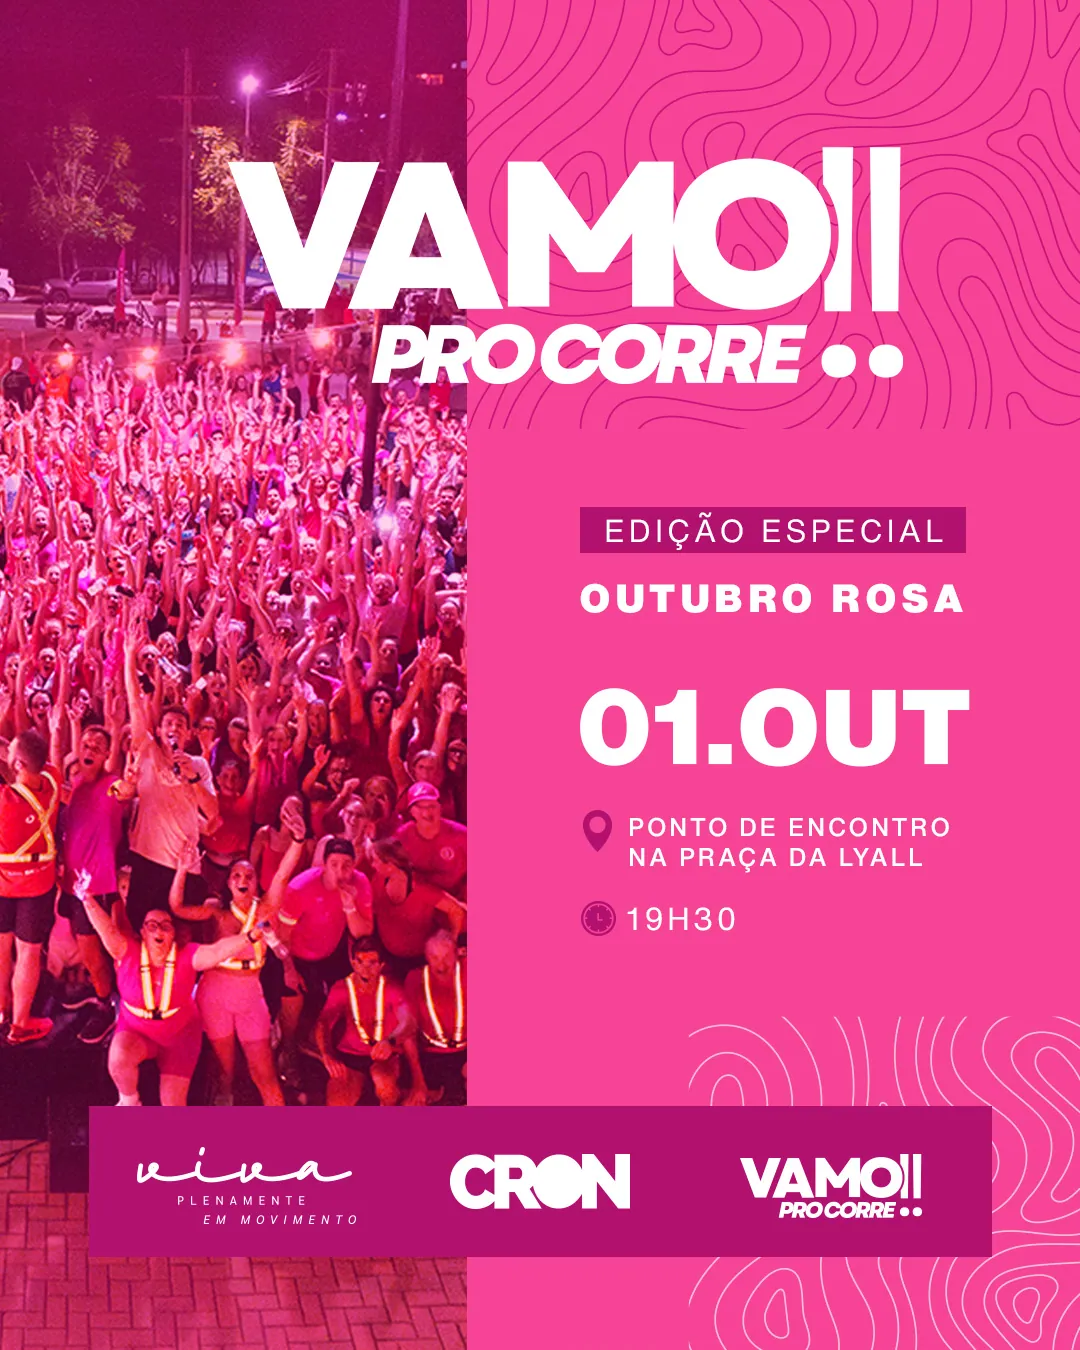 VAMO!!
PRO CORRE
EDIÇÃO ESPECIAL
OUTUBRO ROSA
01.OUT
PONTO DE ENCONTRO
NA PRAÇA DA LYALL
19H30
viva
PLENAMENTE
EM MOVIMENTO
CRON
VAMO!!
PRO CORRE